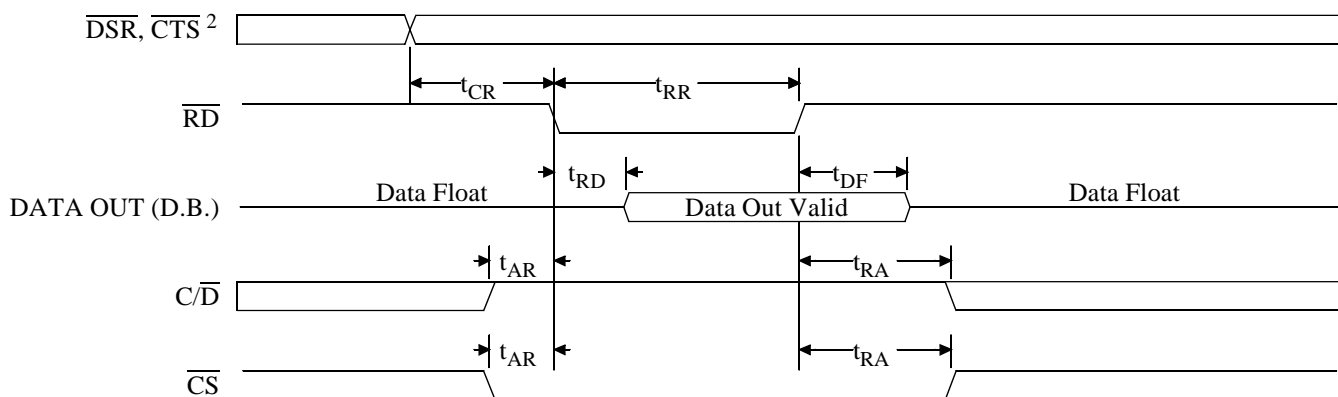 DSR, CTS 2
tCR tRR
RD
tRD tDF
Data Float Data Out Valid Data Float
DATA OUT (D.B.)
tAR tRA
C/D
tAR tRA
CS